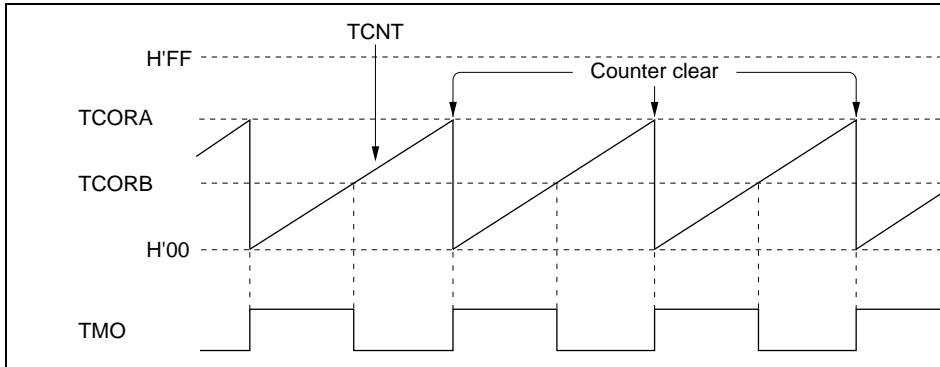 TCNT
H'FF
Counter clear
TCORA
TCORB
H'00
TMO